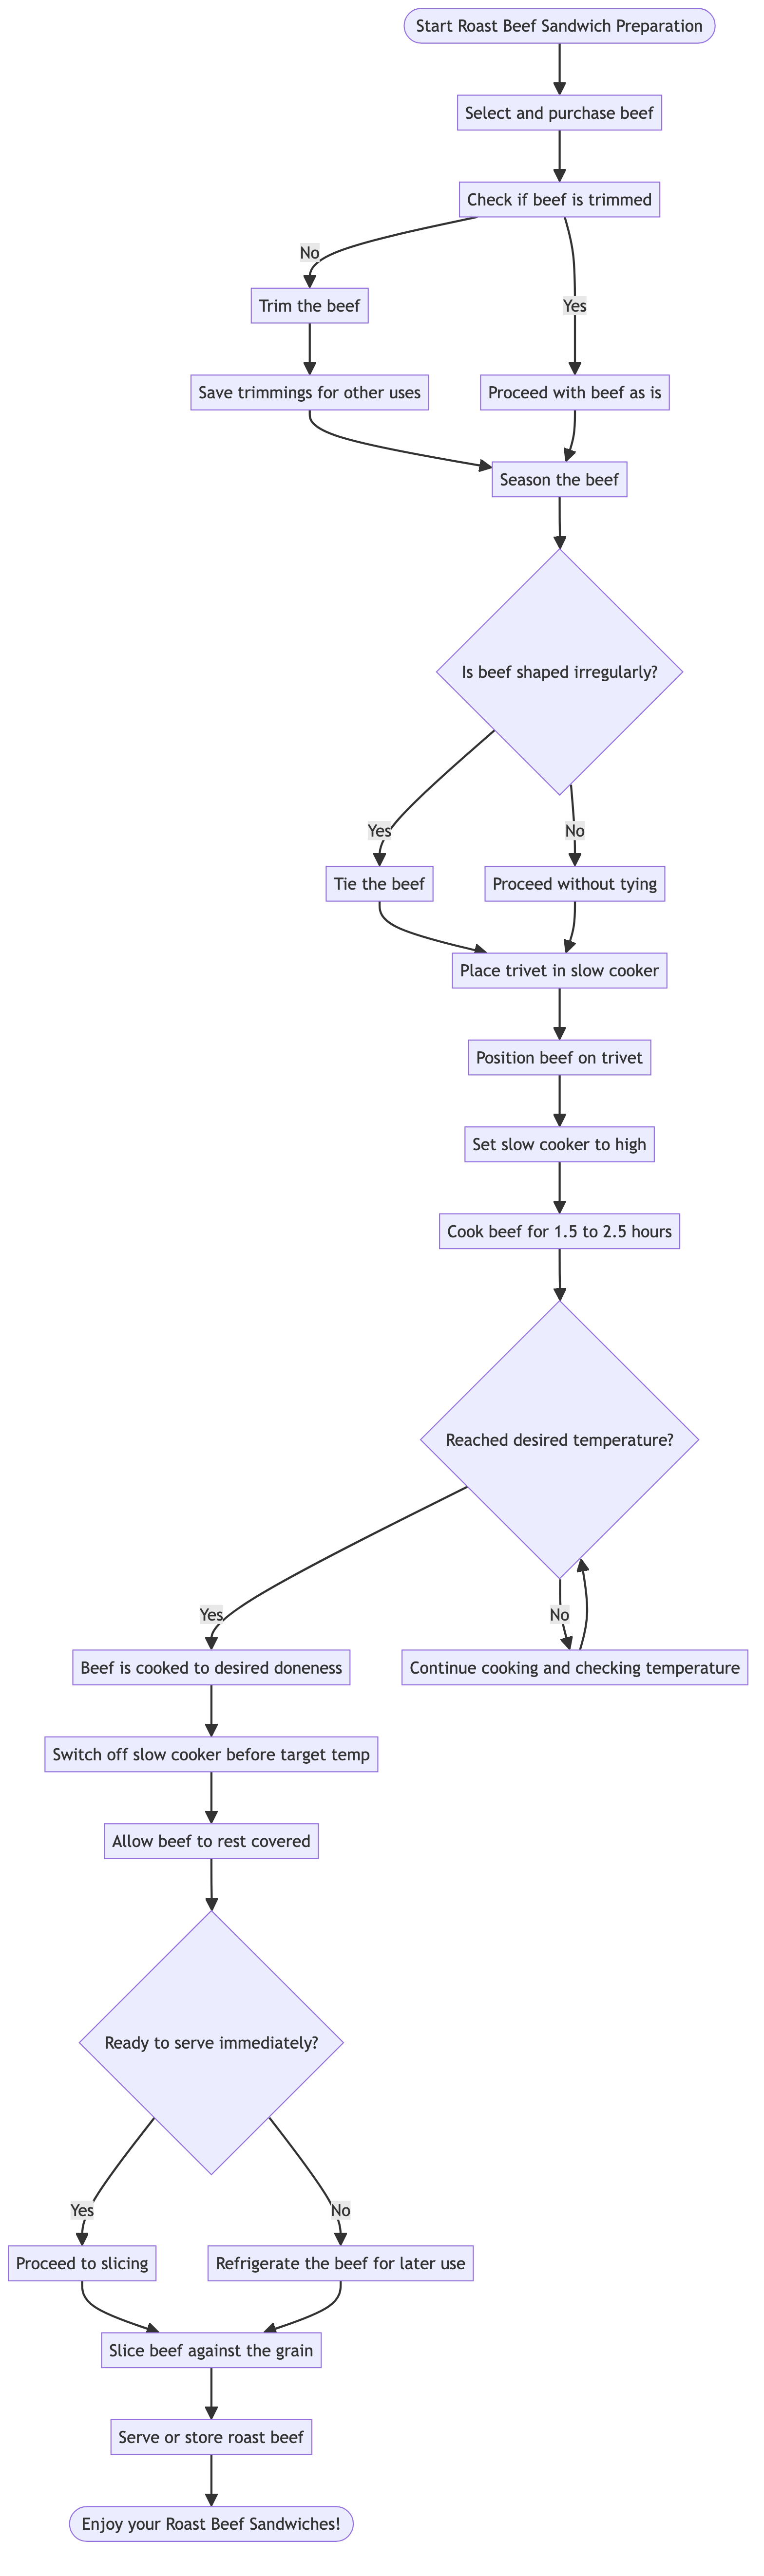 Start Roast Beef Sandwich Preparation
Select and purchase beef
Check if beef is trimmed
No
Trim the beef
Yes
Save trimmings for other uses
Proceed with beef as is
Season the beef
Is beef shaped irregularly?
Yes
No
Tie the beef
Proceed without tying
Place trivet in slow cooker
Position beef on trivet
Set slow cooker to high
Cook beef for 1.5 to 2.5 hours
Reached desired temperature?
Yes
No
Beef is cooked to desired doneness
Continue cooking and checking temperature
Switch off slow cooker before target temp
Allow beef to rest covered
Ready to serve immediately?
Yes
No
Proceed to slicing
Refrigerate the beef for later use
Slice beef against the grain
Serve or store roast beef
Enjoy your Roast Beef Sandwiches!